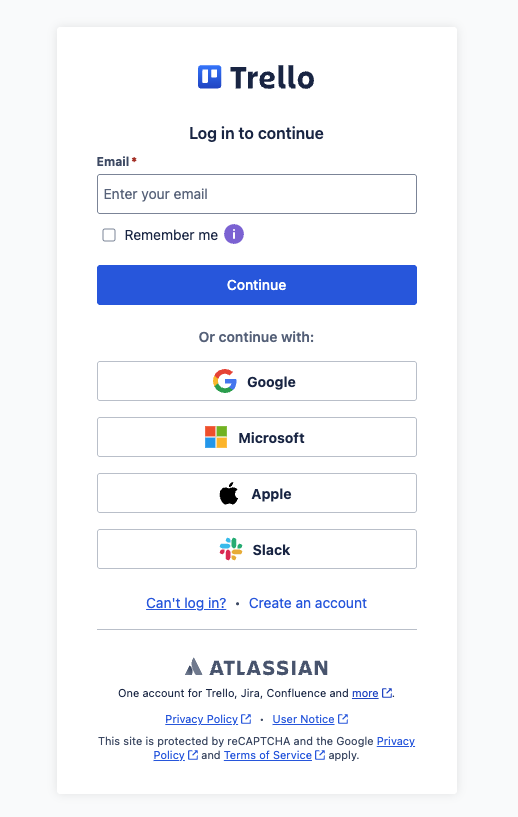 Trello
Log in to continue
Email *
Enter your email
Remember me i
Continue
Or continue with:
Google
Microsoft
Apple
Slack
Can't log in? • Create an account
ATLASSIAN
One account for Trello, Jira, Confluence and more.
Privacy Policy • User Notice
This site is protected by reCAPTCHA and the Google Privacy
Policy and Terms of Service apply.